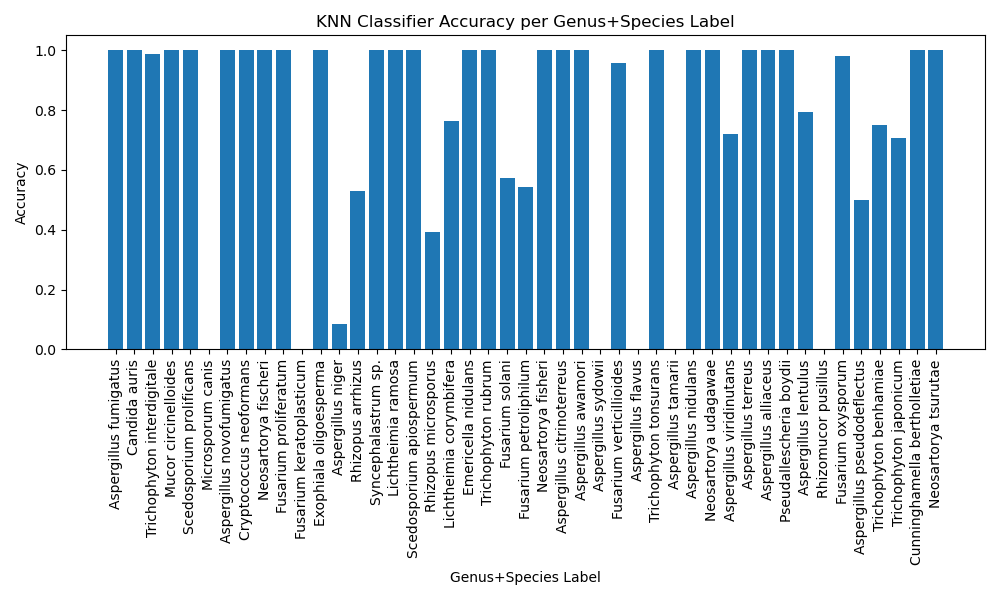 KNN Classifier Accuracy per Genus+Species Label
1.0
0.8
0.6
0.4
0.2
0.0
Accuracy
Aspergillus fumigatus
Candida auris
Trichophyton interdigitale
Mucor circinelloides
Scedosporium prolificans
Microsporum canis
Aspergillus novofumigatus
Cryptococcus neoformans
Neosartorya fischeri
Fusarium proliferatum
Fusarium keratoplasticum
Exophiala oligoesperma
Aspergillus niger
Rhizopus arrhizus
Syncephalastrum sp.
Lichtheimia ramosa
Scedosporium apiospermum
Rhizopus microsporus
Lichtheimia corymbifera
Emericella nidulans
Trichophyton rubrum
Fusarium solani
Fusarium petroliphilum
Neosartorya fisheri
Aspergillus citrinoterreus
Aspergillus awamori
Aspergillus sydowii
Fusarium verticillioides
Aspergillus flavus
Trichophyton tonsurans
Aspergillus tamarii
Aspergillus nidulans
Neosartorya udagawae
Aspergillus viridinutans
Aspergillus terreus
Aspergillus alliaceus
Pseudallescheria boydii
Aspergillus lentulus
Rhizomucor pusillus
Fusarium oxysporum
Aspergillus pseudodeflectus
Trichophyton benhamiae
Trichophyton japonicum
Cunninghamella bertholletiae
Neosartorya tsurutae
Genus+Species Label